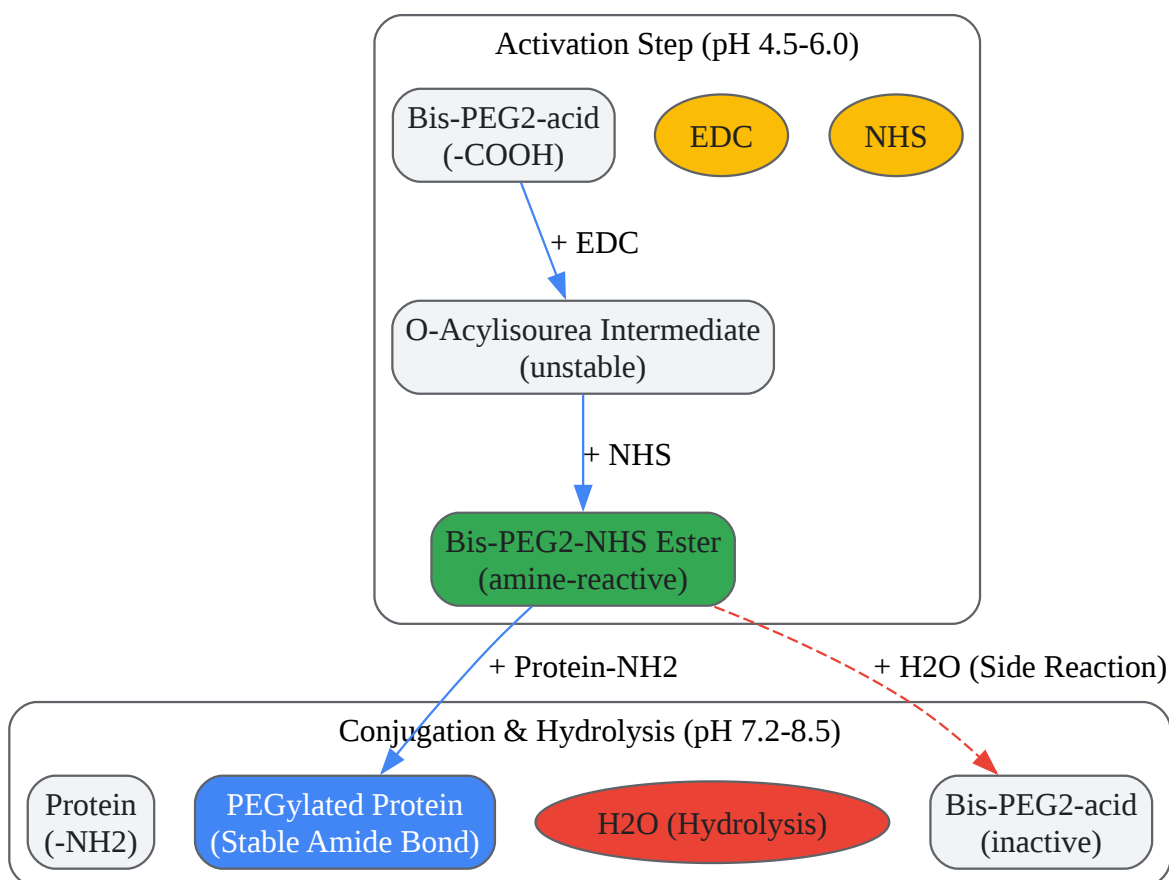 Activation Step (pH 4.5-6.0)
Bis-PEG2-acid
(-COOH)
EDC
NHS
+ EDC
O-Acylisourea Intermediate
(unstable)
+ NHS
Bis-PEG2-NHS Ester
(amine-reactive)
+ Protein-NH2
+ H2O (Side Reaction)
Conjugation & Hydrolysis (pH 7.2-8.5)
Protein
(-NH2)
PEGylated Protein
(Stable Amide Bond)
H2O (Hydrolysis)
Bis-PEG2-acid
(inactive)